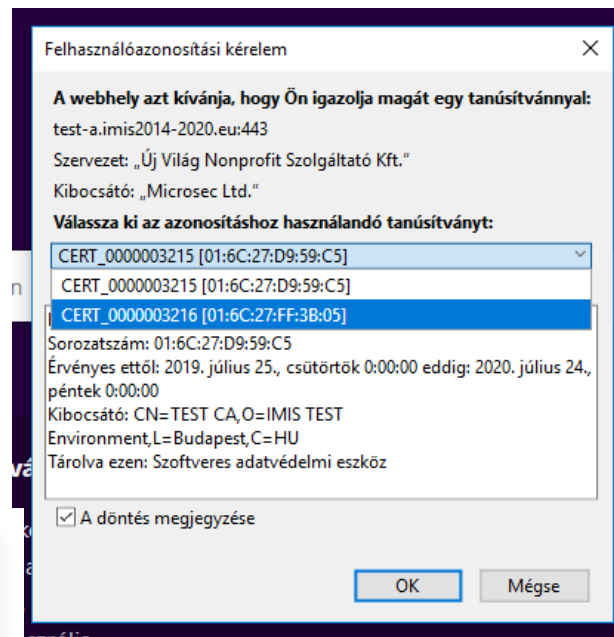 Felhasználóazonosítási kérelem
A webhely azt kívánja, hogy Ön igazolja magát egy tanúsítvánnyal:
test-a.imis2014-2020.eu:443
Szervezet: „Új Világ Nonprofit Szolgáltató Kft.”
Kibocsátó: „Microsec Ltd.”
Válassza ki az azonosításhoz használandó tanúsítványt:
CERT_0000003215 [01:6C:27:D9:59:C5]
CERT_0000003215 [01:6C:27:D9:59:C5]
CERT_0000003216 [01:6C:27:FF:3B:05]
Sorozatszám: 01:6C:27:D9:59:C5
Érvényes ettől: 2019. július 25., csütörtök 0:00:00 eddig: 2020. július 24.,
péntek 0:00:00
Kibocsátó: CN=TEST CA,O=IMIS TEST
Environment,L=Budapest,C=HU
Tárolva ezen: Szoftveres adatvédelmi eszköz
A döntés megjegyzése
OK Mégse